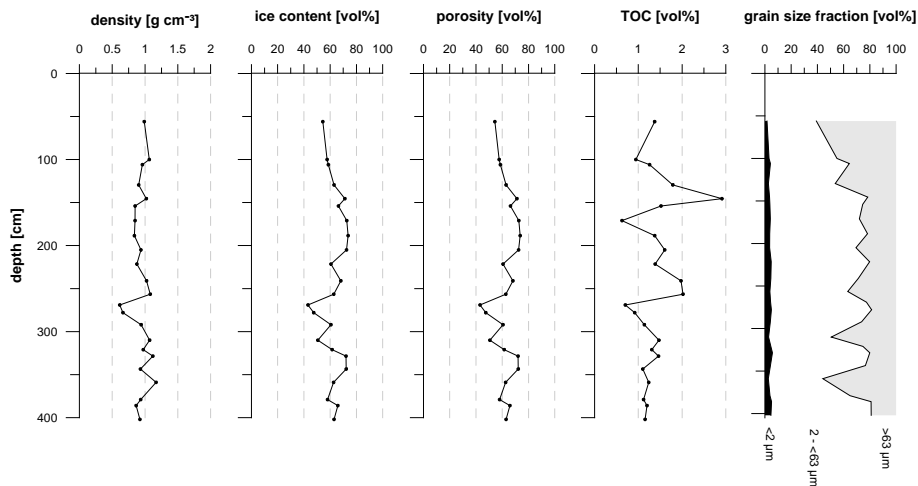 density [g cm⁻³]
ice content [vol%]
porosity [vol%]
TOC [vol%]
grain size fraction [vol%]
0 0.5 1 1.5 2
0 20 40 60 80 100
0 20 40 60 80 100
0 1 2 3
0 20 40 60 80 100
0
100
200
300
400
depth [cm]
<2 µm
2 - <63 µm
>63 µm